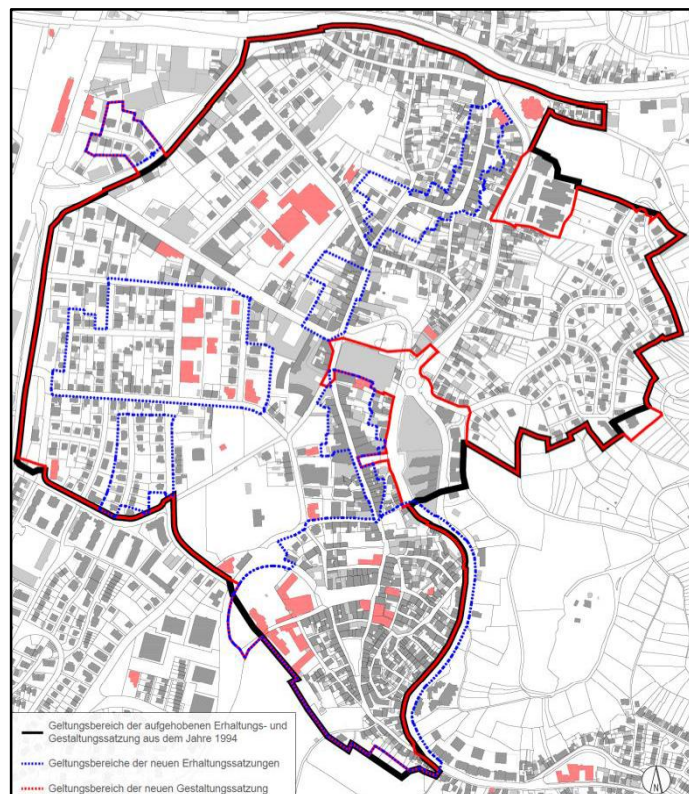 Geltungsbereich der aufgehobenen Erhaltungs- und
Gestaltungssatzung aus dem Jahre 1994
Geltungsbereiche der neuen Erhaltungssatzungen
Geltungsbereich der neuen Gestaltungssatzung
N